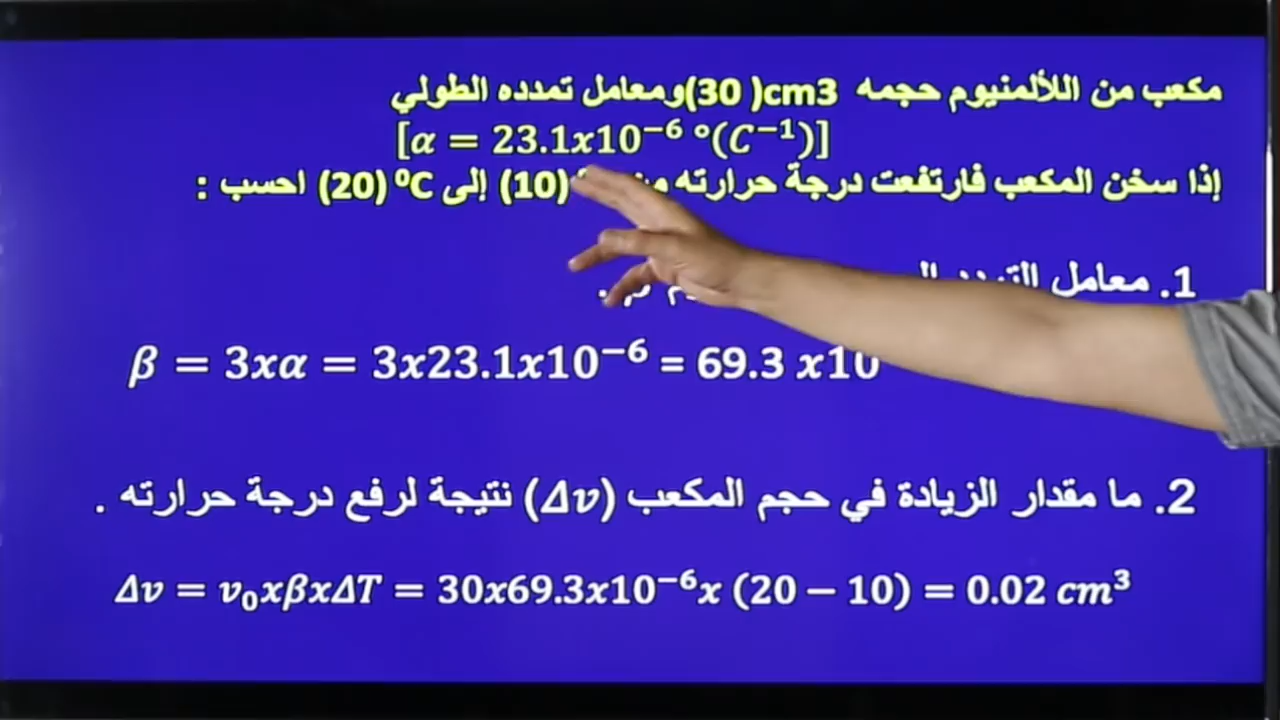 مكعب من اللألمنيوم حجمه cm3( 30)ومعامل تمدده الطولي
[α = 23.1x10⁻⁶ °(C⁻¹)]
إذا سخن المكعب فارتفعت درجة حرارته (10) إلى (20) ⁰C احسب :
1. معامل
β = 3xα = 3x23.1x10⁻⁶ = 69.3 x10
2. ما مقدار الزيادة في حجم المكعب (Δv) نتيجة لرفع درجة حرارته .
Δv = v₀xβxΔT = 30x69.3x10⁻⁶x (20 − 10) = 0.02 cm³